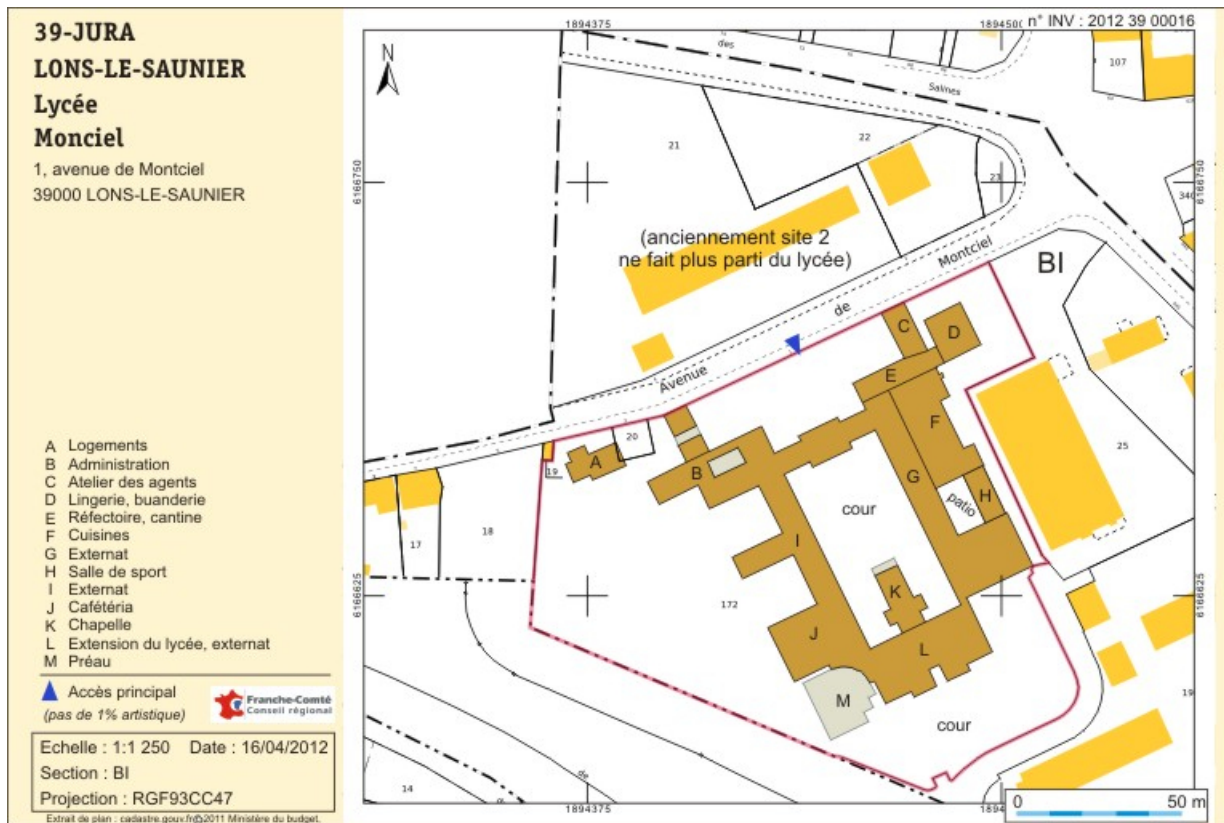 39-JURA
LONS-LE-SAUNIER
Lycée
Monciel
1, avenue de Montciel
39000 LONS-LE-SAUNIER
A Logements
B Administration
C Atelier des agents
D Lingerie, buanderie
E Réfectoire, cantine
F Cuisines
G Externat
H Salle de sport
I Externat
J Cafétéria
K Chapelle
L Extension du lycée, externat
M Préau
Accès principal
(pas de 1% artistique)
Franche-Comté
Conseil régional
Echelle : 1:1 250 Date : 16/04/2012
Section : BI
Projection : RGF93CC47
Extrait de plan : cadastre.gouv.fr©2011 Ministère du budget.
1894375
n° INV : 2012 39 00016
N
des
Salines
107
21
22
23
6166750
6166750
340
(anciennement site 2
ne fait plus parti du lycée)
Montciel
BI
de
Avenue
C
D
E
F
20
A
19
B
G
H
patio
cour
25
18
17
I
K
172
6166625
6166625
J
L
M
cour
19
14
de
1894375
0 50 m